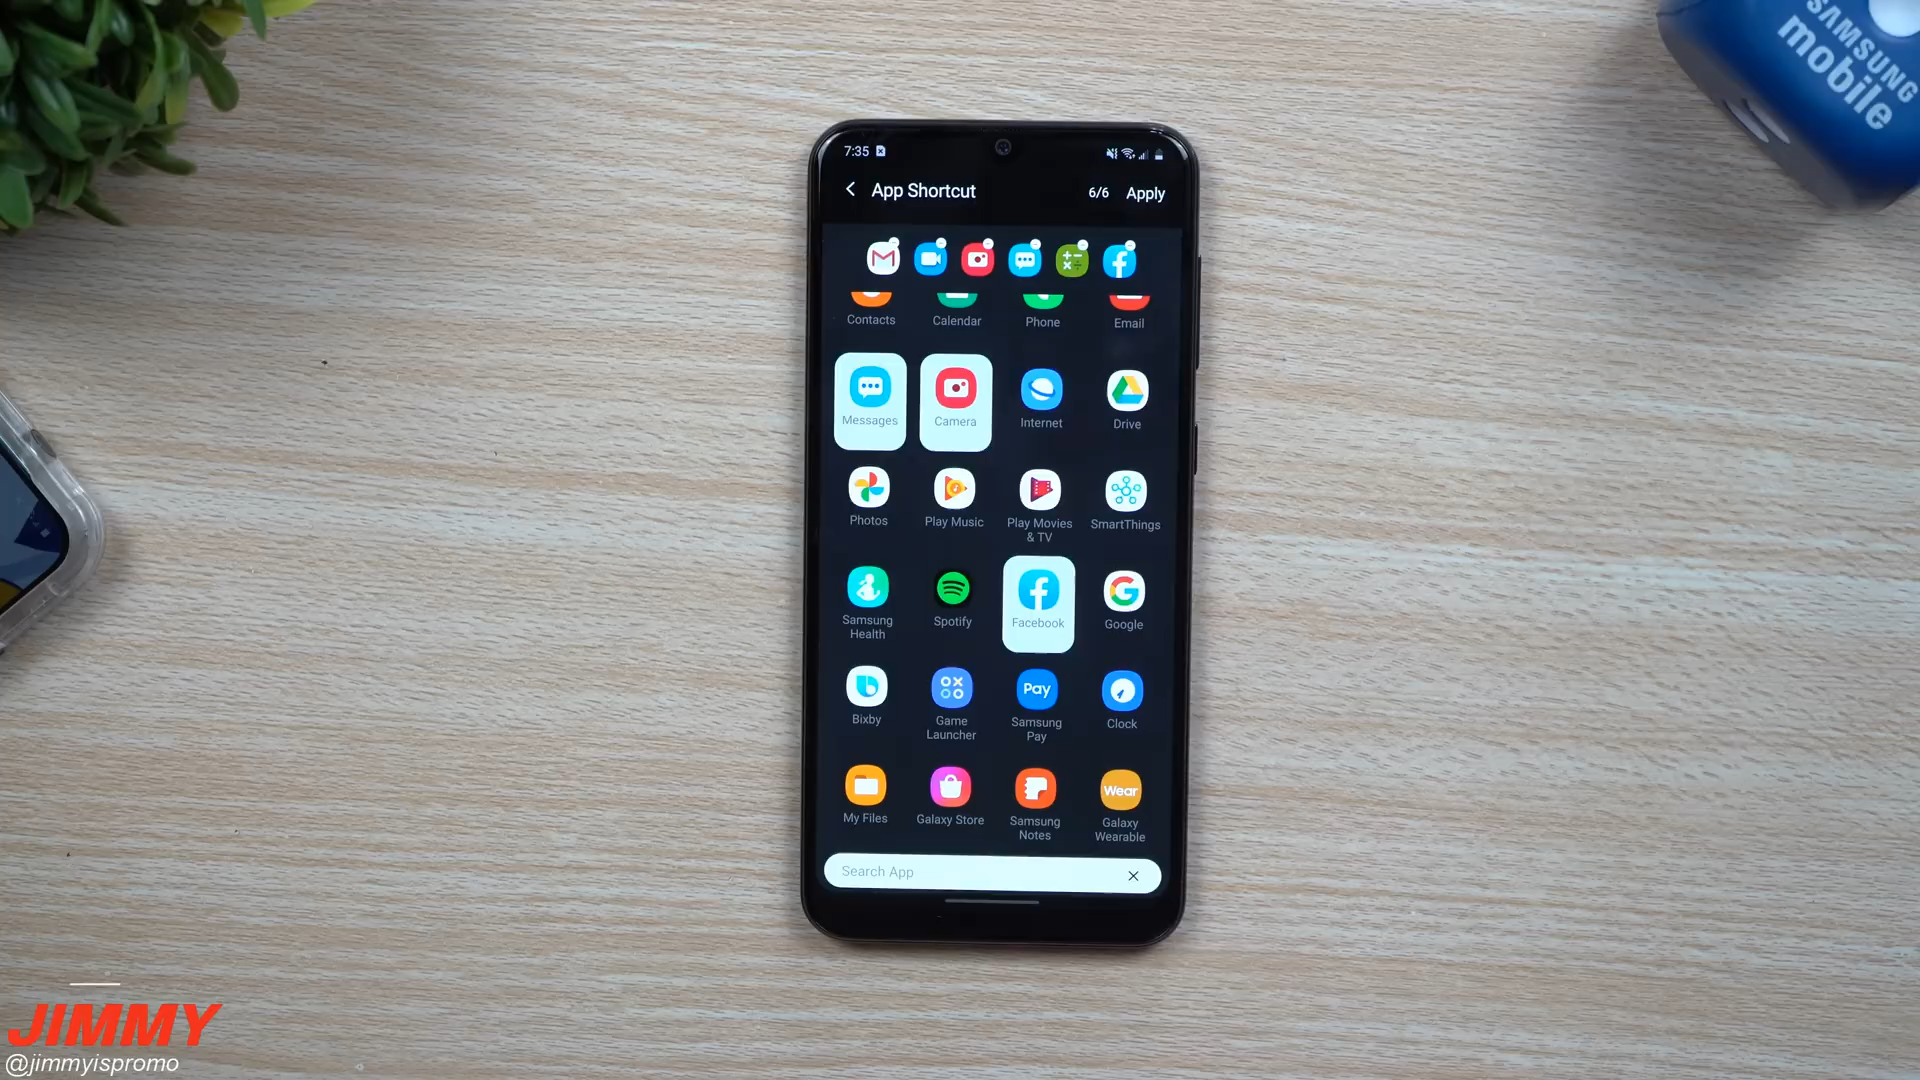 SAMSUNG
mobile
7:35
App Shortcut
6/6 Apply
Contacts Calendar Phone Email
Messages Camera Internet Drive
Photos Play Music Play Movies
& TV SmartThings
Samsung
Health Spotify Facebook Google
Bixby Game
Launcher Pay
Samsung
Pay Clock
My Files Galaxy Store Samsung
Notes Wear
Galaxy
Wearable
Search App
JIMMY
@jimmyispromo